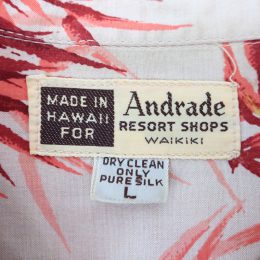 MADE IN
HAWAII
FOR
Andrade
RESORT SHOPS
WAIKIKI
DRY CLEAN
ONLY
PURE SILK
L